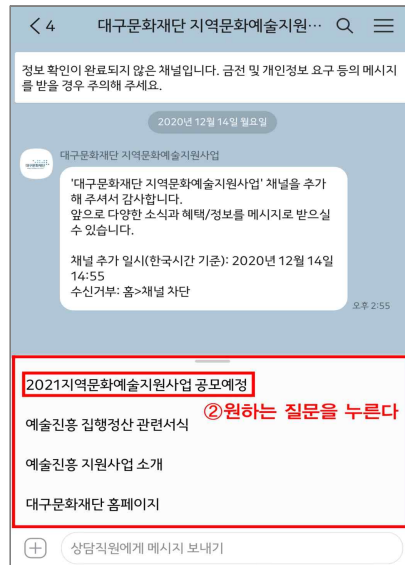 < 4 대구문화재단 지역문화예술지원…
정보 확인이 완료되지 않은 채널입니다. 금전 및 개인정보 요구 등의 메시지
를 받을 경우 주의해 주세요.
2020년 12월 14일 월요일
대구문화재단 지역문화예술지원사업
'대구문화재단 지역문화예술지원사업' 채널을 추가
해 주셔서 감사합니다.
앞으로 다양한 소식과 혜택/정보를 메시지로 받으실
수 있습니다.
채널 추가 일시(한국시간 기준): 2020년 12월 14일
14:55
수신거부: 홈>채널 차단
오후 2:55
2021지역문화예술지원사업 공모예정
②원하는 질문을 누른다
예술진흥 집행정산 관련서식
예술진흥 지원사업 소개
대구문화재단 홈페이지
상담직원에게 메시지 보내기